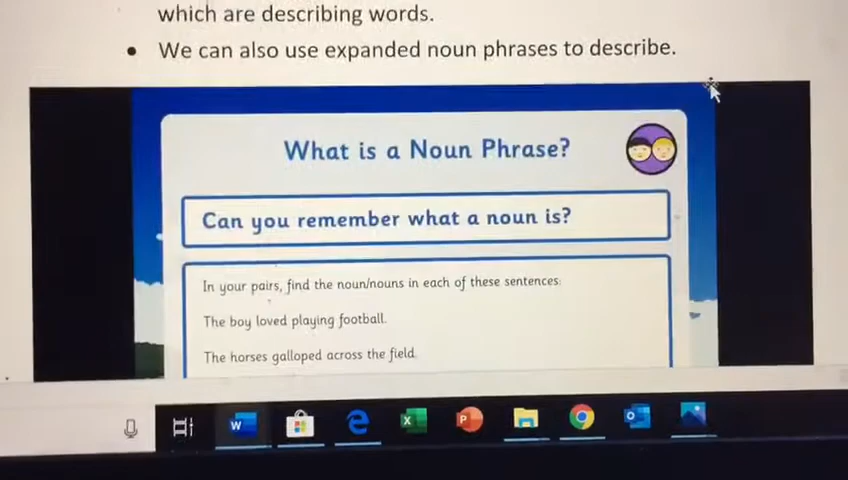 which are describing words.
• We can also use expanded noun phrases to describe.
What is a Noun Phrase?
Can you remember what a noun is?
In your pairs, find the noun/nouns in each of these sentences:
The boy loved playing football.
The horses galloped across the field.